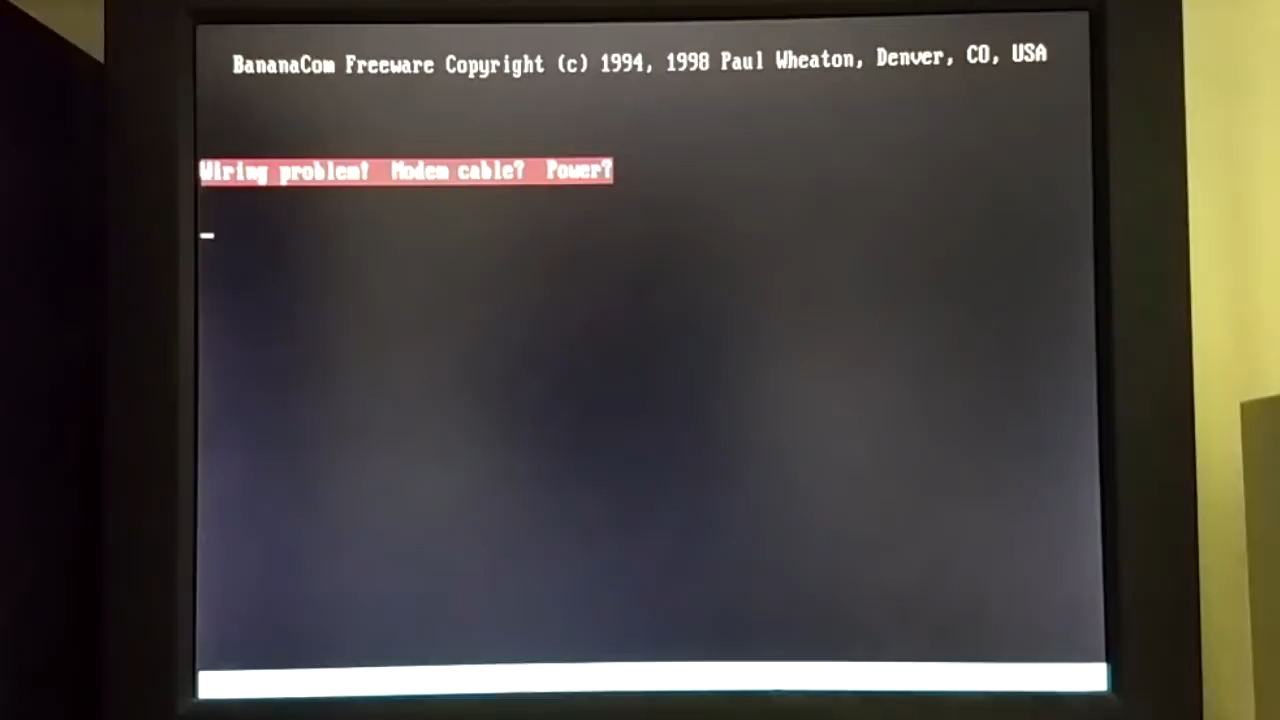 BananaCom Freeware Copyright (c) 1994, 1998 Paul Wheaton, Denver, CO, USA
Wiring problem?  Modem cable?  Power?